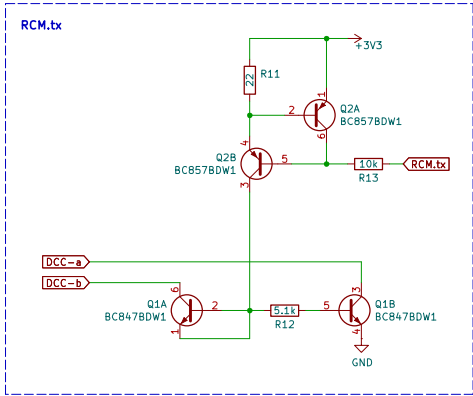 RCM.tx
+3V3
22
R11
1
2
Q2A
BC857BDW1
6
4
Q2B
BC857BDW1
5
3
10k
R13
RCM.tx
DCC-a
DCC-b
6
Q1A
BC847BDW1
2
1
5.1k
R12
3
5
Q1B
BC847BDW1
4
GND